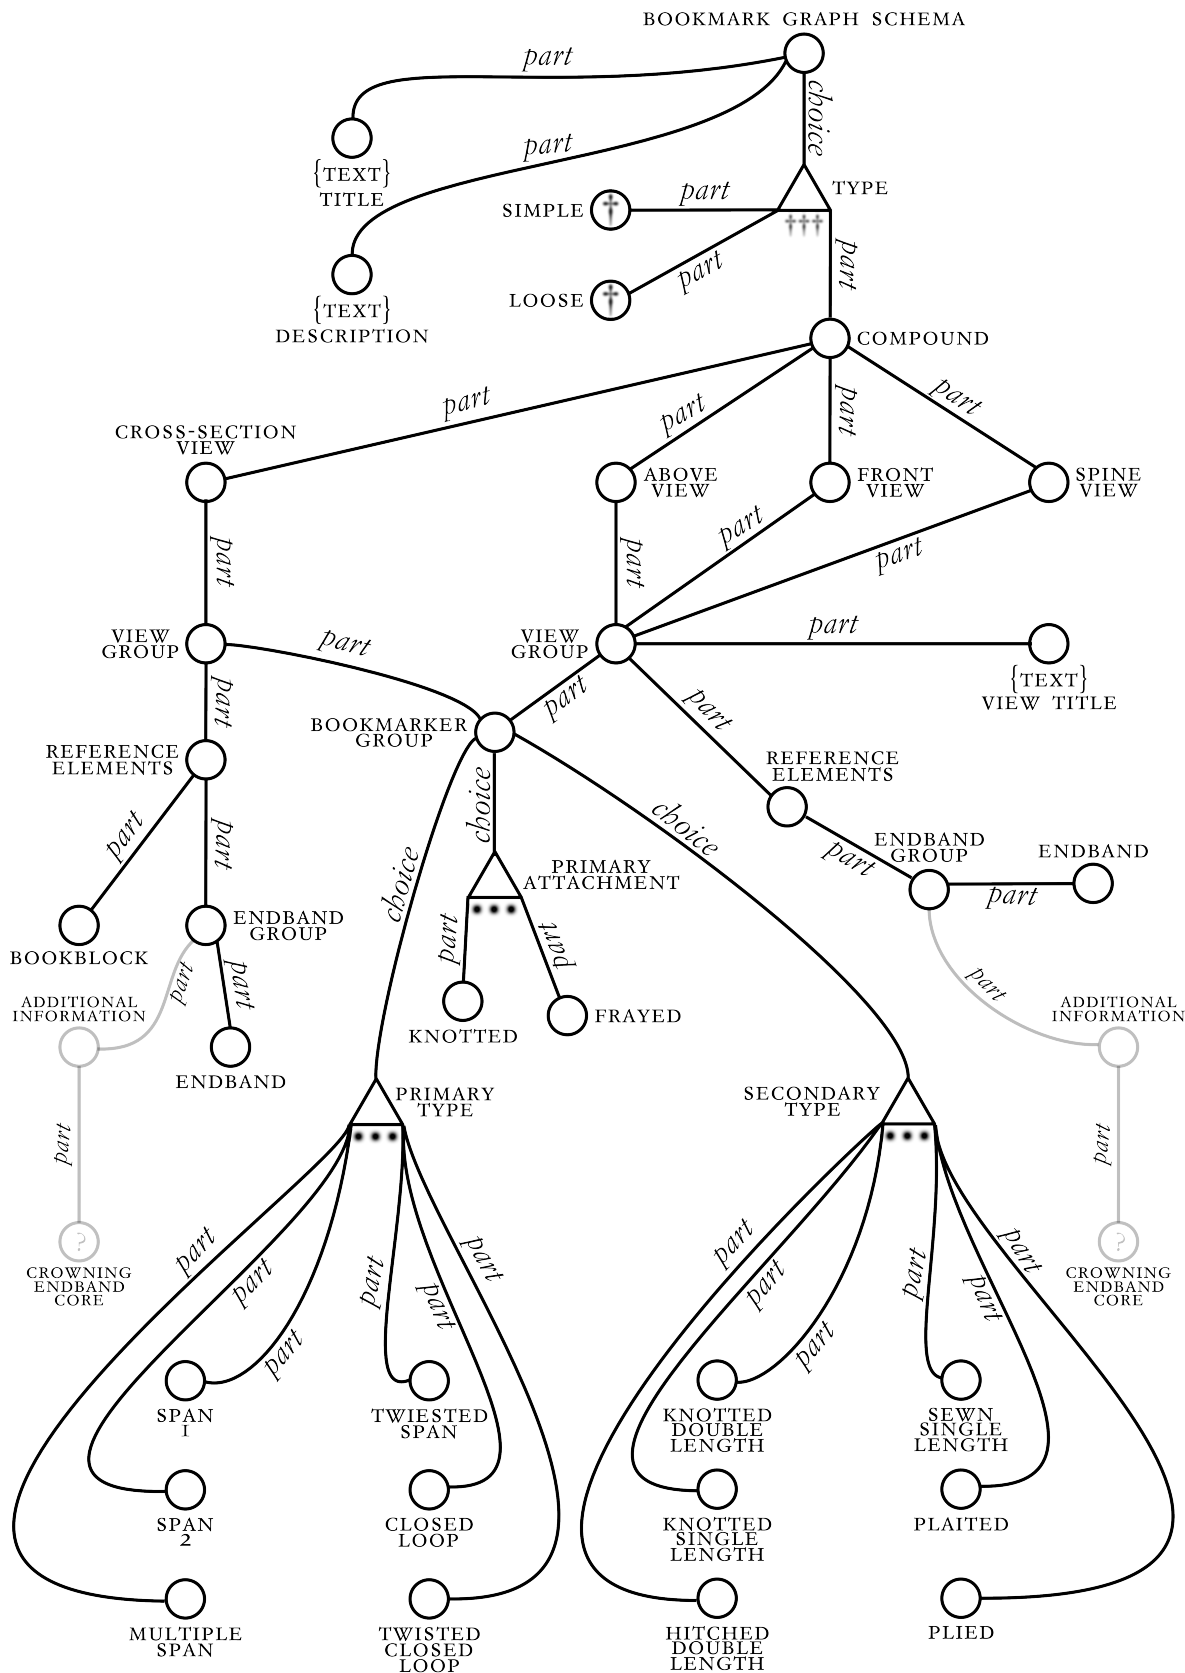 BOOKMARK GRAPH SCHEMA
part
choice
part
{TEXT}
TITLE
TYPE
part
SIMPLE
†
†††
part
part
LOOSE
†
{TEXT}
DESCRIPTION
COMPOUND
part
part
part
part
CROSS-SECTION
VIEW
ABOVE
VIEW
FRONT
VIEW
SPINE
VIEW
part
part
part
part
VIEW
GROUP
part
VIEW
GROUP
part
{TEXT}
VIEW TITLE
part
part
part
BOOKMARKER
GROUP
REFERENCE
ELEMENTS
REFERENCE
ELEMENTS
choice
choice
choice
part
part
ENDBAND
GROUP
part
ENDBAND
part
PRIMARY
ATTACHMENT
BOOKBLOCK
ENDBAND
GROUP
part
part
part
part
part
ADDITIONAL
INFORMATION
KNOTTED
FRAYED
ADDITIONAL
INFORMATION
ENDBAND
PRIMARY
TYPE
SECONDARY
TYPE
part
part
?
CROWNING
ENDBAND
CORE
?
CROWNING
ENDBAND
CORE
part
part
part
part
part
part
part
part
part
part
part
part
SPAN
1
TWIESTED
SPAN
KNOTTED
DOUBLE
LENGTH
SEWN
SINGLE
LENGTH
SPAN
2
CLOSED
LOOP
KNOTTED
SINGLE
LENGTH
PLAITED
MULTIPLE
SPAN
TWISTED
CLOSED
LOOP
HITCHED
DOUBLE
LENGTH
PLIED